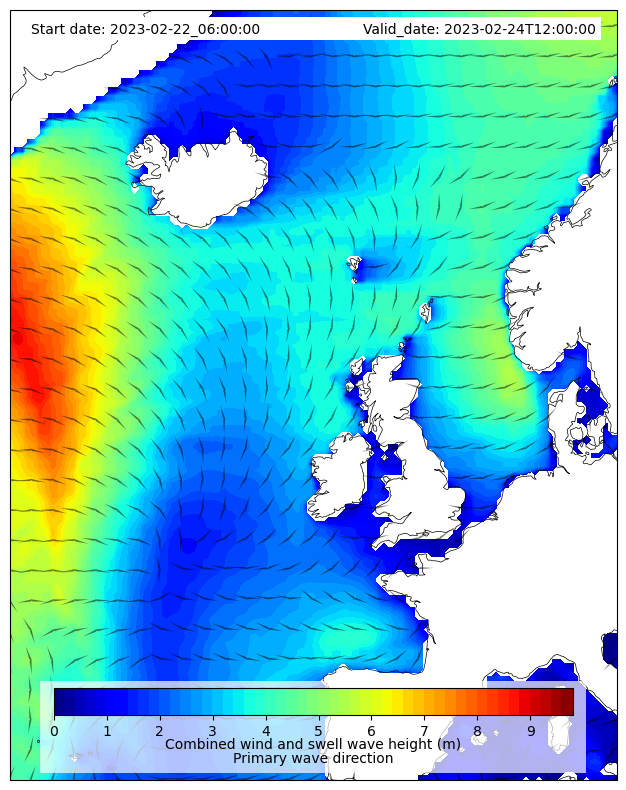 Start date: 2023-02-22_06:00:00 Valid_date: 2023-02-24T12:00:00
0 1 2 3 4 5 6 7 8 9
Combined wind and swell wave height (m)
Primary wave direction